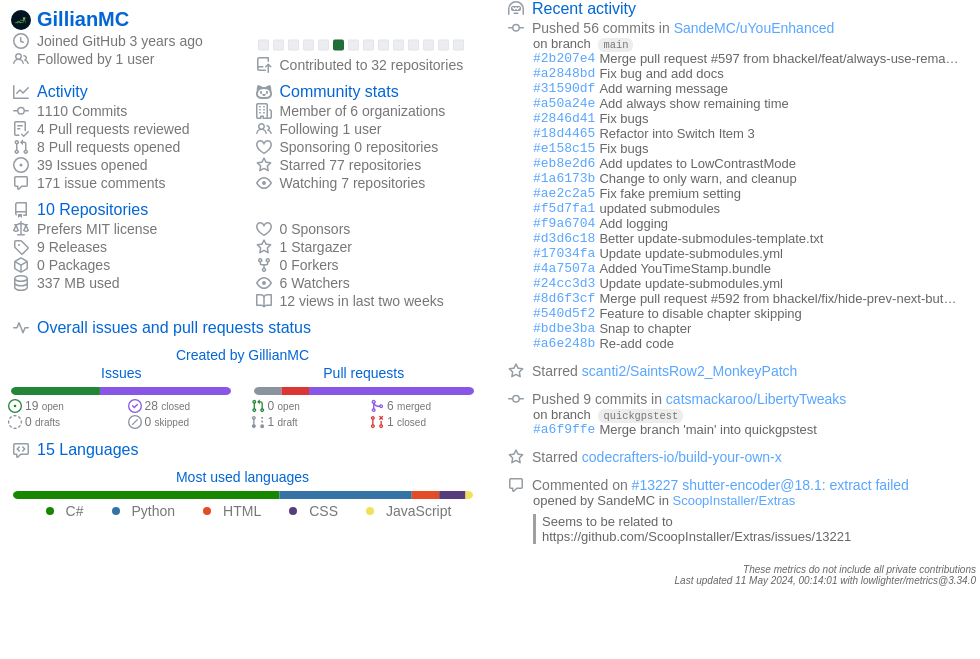 GillianMC
Joined GitHub 3 years ago
Followed by 1 user
Contributed to 32 repositories
Activity
1110 Commits
4 Pull requests reviewed
8 Pull requests opened
39 Issues opened
171 issue comments
Community stats
Member of 6 organizations
Following 1 user
Sponsoring 0 repositories
Starred 77 repositories
Watching 7 repositories
10 Repositories
Prefers MIT license
9 Releases
0 Packages
337 MB used
0 Sponsors
1 Stargazer
0 Forkers
6 Watchers
12 views in last two weeks
Overall issues and pull requests status
Created by GillianMC
Issues
19 open
28 closed
0 drafts
0 skipped
Pull requests
0 open
6 merged
1 draft
1 closed
15 Languages
Most used languages
C# Python HTML CSS JavaScript
Recent activity
Pushed 56 commits in SandeMC/uYouEnhanced
on branch main
#2b207e4 Merge pull request #597 from bhackel/feat/always-use-rema…
#a2848bd Fix bug and add docs
#31590df Add warning message
#a50a24e Add always show remaining time
#2846d41 Fix bugs
#18d4465 Refactor into Switch Item 3
#e158c15 Fix bugs
#eb8e2d6 Add updates to LowContrastMode
#1a6173b Change to only warn, and cleanup
#ae2c2a5 Fix fake premium setting
#f5d7fa1 updated submodules
#f9a6704 Add logging
#d3d6c18 Better update-submodules-template.txt
#17034fa Update update-submodules.yml
#4a7507a Added YouTimeStamp.bundle
#24cc3d3 Update update-submodules.yml
#8d6f3cf Merge pull request #592 from bhackel/fix/hide-prev-next-but…
#540d5f2 Feature to disable chapter skipping
#bdbe3ba Snap to chapter
#a6e248b Re-add code
Starred scanti2/SaintsRow2_MonkeyPatch
Pushed 9 commits in catsmackaroo/LibertyTweaks
on branch quickgpstest
#a6f9ffe Merge branch 'main' into quickgpstest
Starred codecrafters-io/build-your-own-x
Commented on #13227 shutter-encoder@18.1: extract failed
opened by SandeMC in ScoopInstaller/Extras
Seems to be related to
https://github.com/ScoopInstaller/Extras/issues/13221
These metrics do not include all private contributions
Last updated 11 May 2024, 00:14:01 with lowlighter/metrics@3.34.0